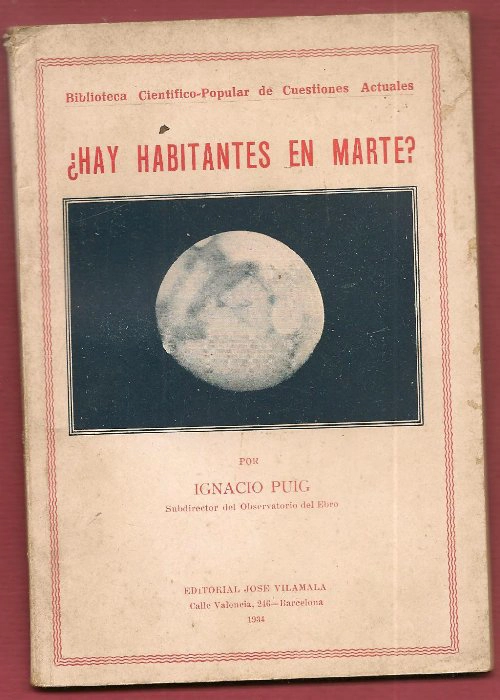 Biblioteca Científico-Popular de Cuestiones Actuales
¿HAY HABITANTES EN MARTE?
POR
IGNACIO PUIG
Subdirector del Observatorio del Ebro
EDITORIAL JOSE VILAMALA
Calle Valencia, 246—Barcelona
1934